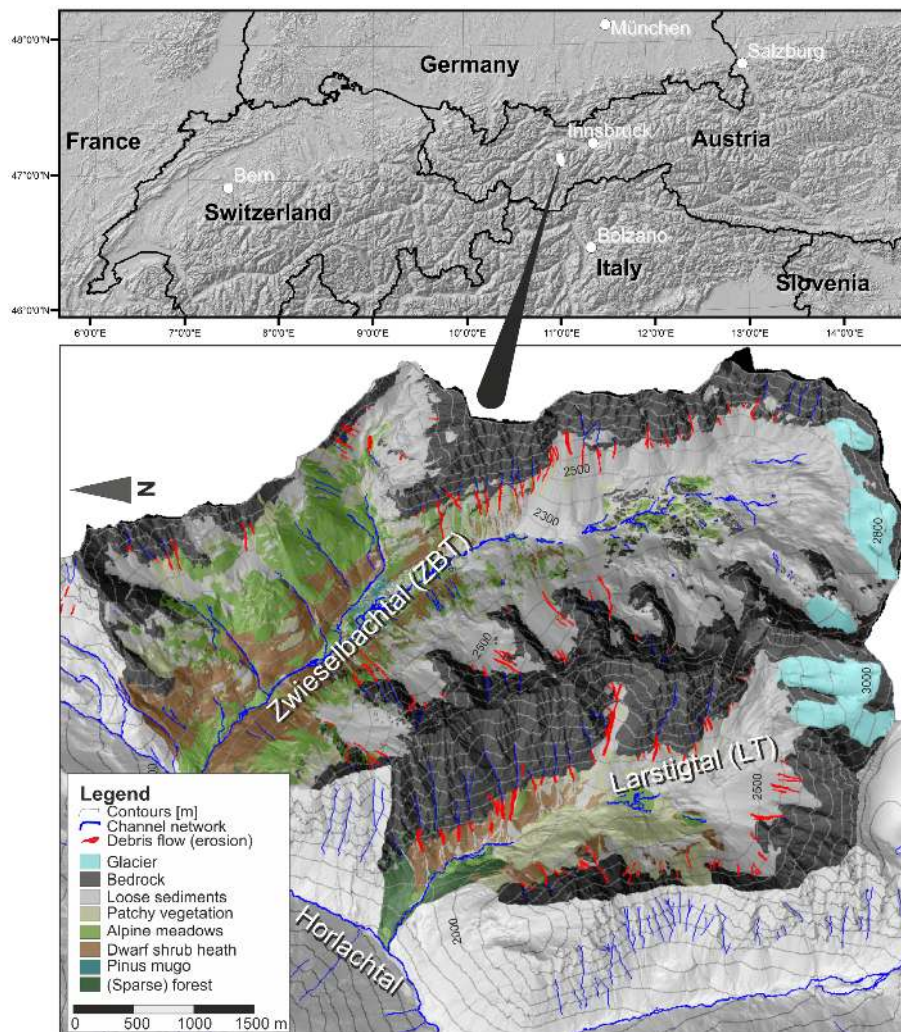 48°0'0"N
47°0'0"N
46°0'0"N
München
Salzburg
Germany
Innsbruck
Austria
France
Bern
Switzerland
Bolzano
Italy
Slovenia
6°0'0"E 7°0'0"E 8°0'0"E 9°0'0"E 10°0'0"E 11°0'0"E 12°0'0"E 13°0'0"E 14°0'0"E
N
2500
2300
2800
Zwieselbachtal (ZBT)
2500
3000
Larstigtal (LT)
2500
2000
Horlachtal
Legend
Contours [m]
Channel network
Debris flow (erosion)
Glacier
Bedrock
Loose sediments
Patchy vegetation
Alpine meadows
Dwarf shrub heath
Pinus mugo
(Sparse) forest
0 500 1000 1500 m